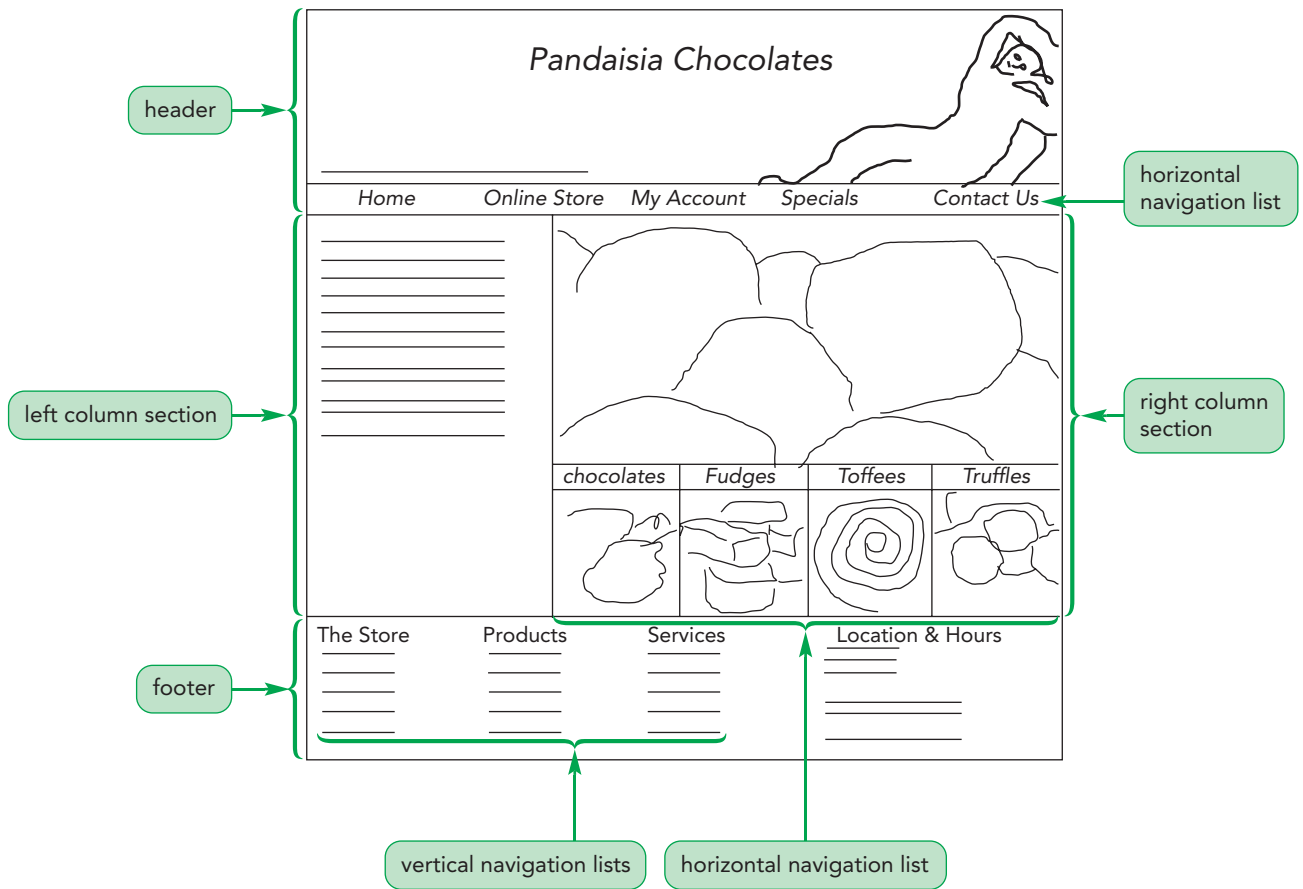 Pandaisia Chocolates
header
horizontal
navigation list
Home Online Store My Account Specials Contact Us
left column section
right column
section
chocolates Fudges Toffees Truffles
The Store Products Services Location & Hours
footer
vertical navigation lists
horizontal navigation list